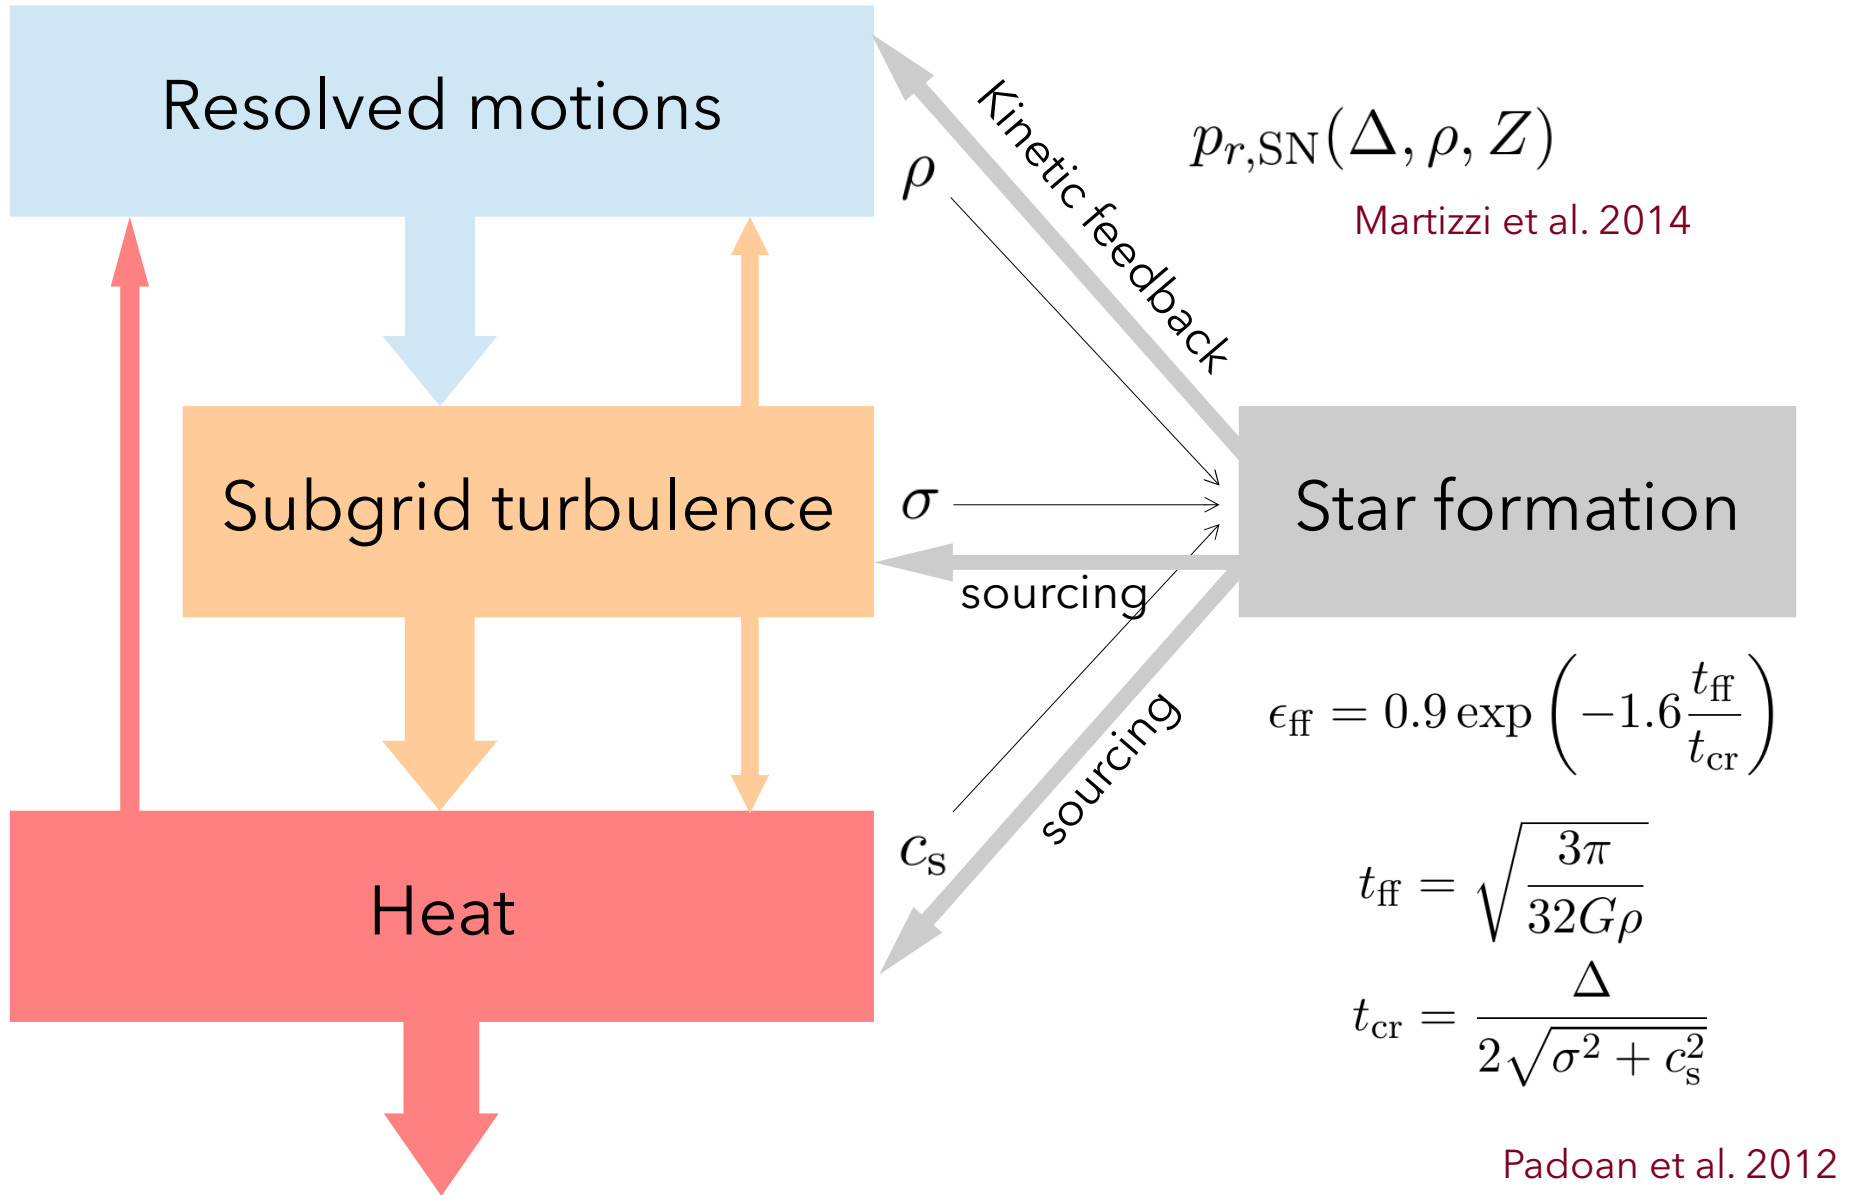 Resolved motions
ρ
Kinetic feedback
p_{r,SN}(Δ, ρ, Z)
Martizzi et al. 2014
Subgrid turbulence
σ
sourcing
Star formation
ϵ_ff = 0.9 exp (−1.6 t_ff / t_cr)
sourcing
c_s
Heat
t_ff = √(3π / 32Gρ)
t_cr = Δ / 2√(σ² + c_s²)
Padoan et al. 2012